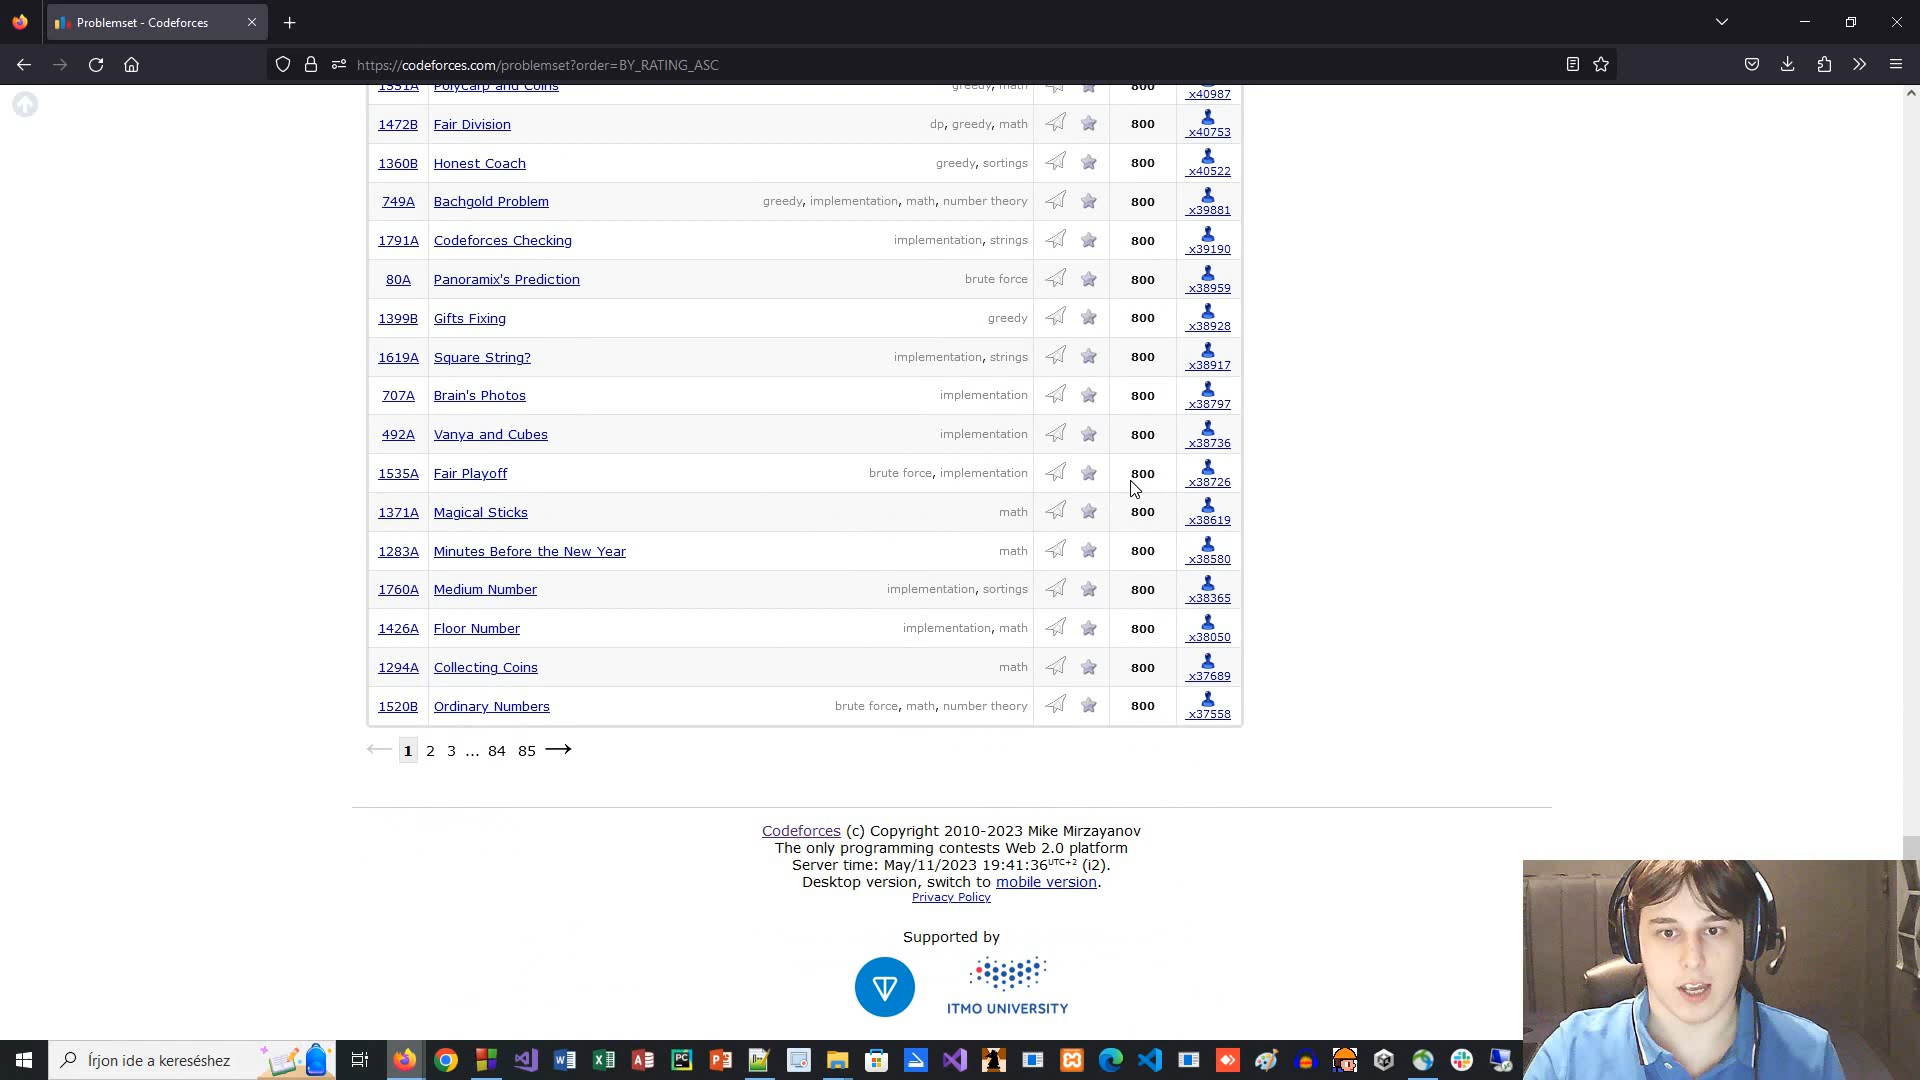 Problemset - Codeforces
https://codeforces.com/problemset?order=BY_RATING_ASC
1551A Polycarp and Coins greedy, math 800 x40987
1472B Fair Division dp, greedy, math 800 x40753
1360B Honest Coach greedy, sortings 800 x40522
749A Bachgold Problem greedy, implementation, math, number theory 800 x39881
1791A Codeforces Checking implementation, strings 800 x39190
80A Panoramix's Prediction brute force 800 x38959
1399B Gifts Fixing greedy 800 x38928
1619A Square String? implementation, strings 800 x38917
707A Brain's Photos implementation 800 x38797
492A Vanya and Cubes implementation 800 x38736
1535A Fair Playoff brute force, implementation 800 x38726
1371A Magical Sticks math 800 x38619
1283A Minutes Before the New Year math 800 x38580
1760A Medium Number implementation, sortings 800 x38365
1426A Floor Number implementation, math 800 x38050
1294A Collecting Coins math 800 x37689
1520B Ordinary Numbers brute force, math, number theory 800 x37558
1 2 3 ... 84 85
Codeforces (c) Copyright 2010-2023 Mike Mirzayanov
The only programming contests Web 2.0 platform
Server time: May/11/2023 19:41:36UTC+2 (i2).
Desktop version, switch to mobile version.
Privacy Policy
Supported by
ITMO UNIVERSITY
Írjon ide a kereséshez